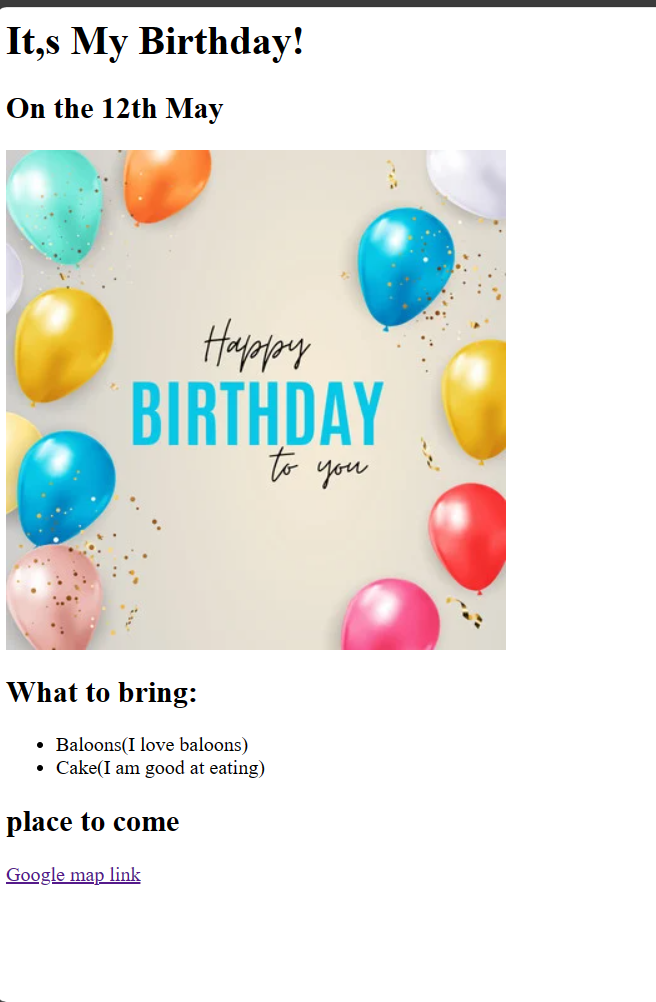 It,s My Birthday!
On the 12th May
Happy
BIRTHDAY
to you
What to bring:
Baloons(I love baloons)
Cake(I am good at eating)
place to come
Google map link